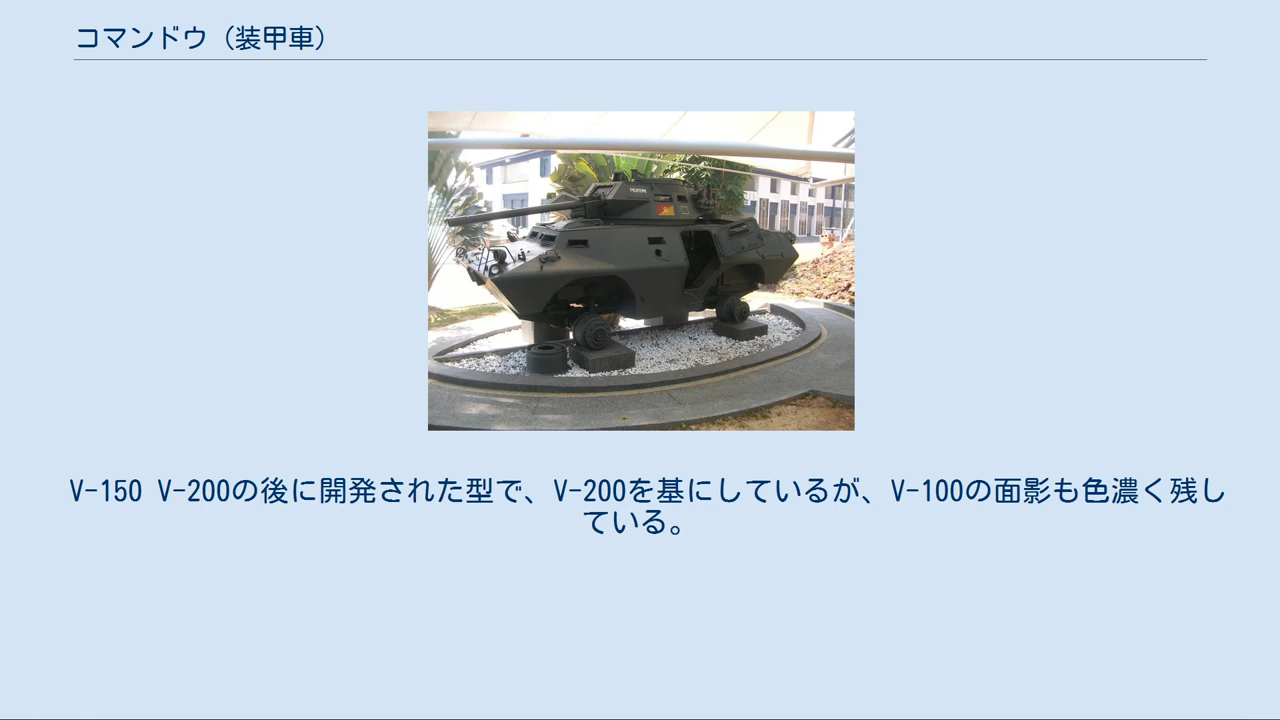 コマンドウ（装甲車）
V-150 V-200の後に開発された型で、V-200を基にしているが、V-100の面影も色濃く残し
ている。